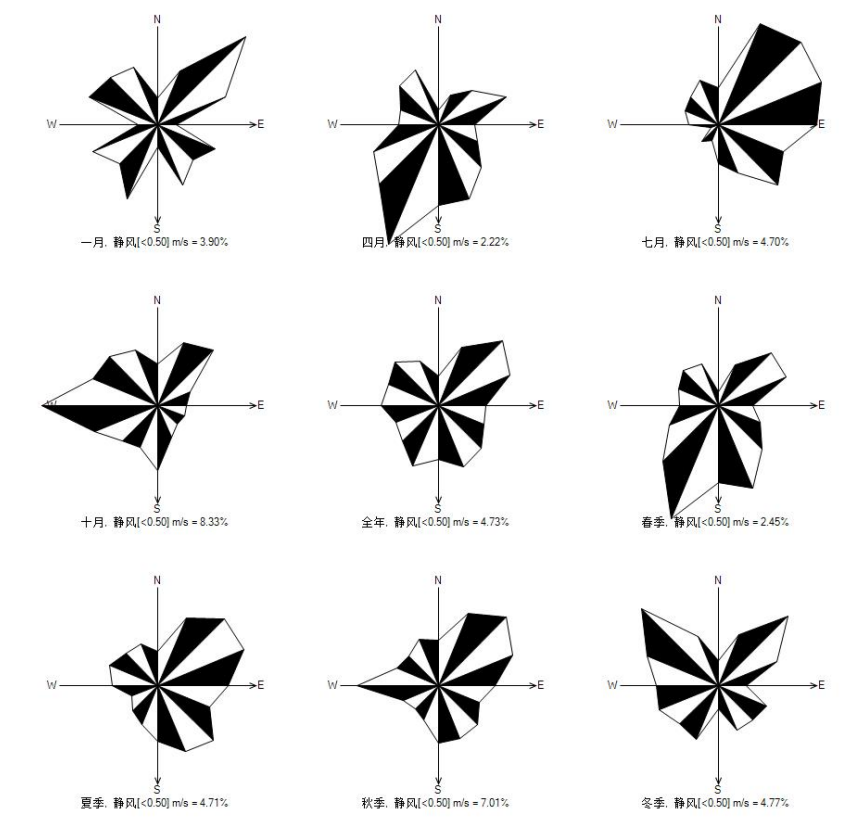 N N N
W E W E W E
S S S
一月, 静风[<0.50] m/s = 3.90% 四月, 静风[<0.50] m/s = 2.22% 七月, 静风[<0.50] m/s = 4.70%
N N N
W E W E W E
S S S
十月, 静风[<0.50] m/s = 8.33% 全年, 静风[<0.50] m/s = 4.73% 春季, 静风[<0.50] m/s = 2.45%
N N N
W E W E W E
S S S
夏季, 静风[<0.50] m/s = 4.71% 秋季, 静风[<0.50] m/s = 7.01% 冬季, 静风[<0.50] m/s = 4.77%